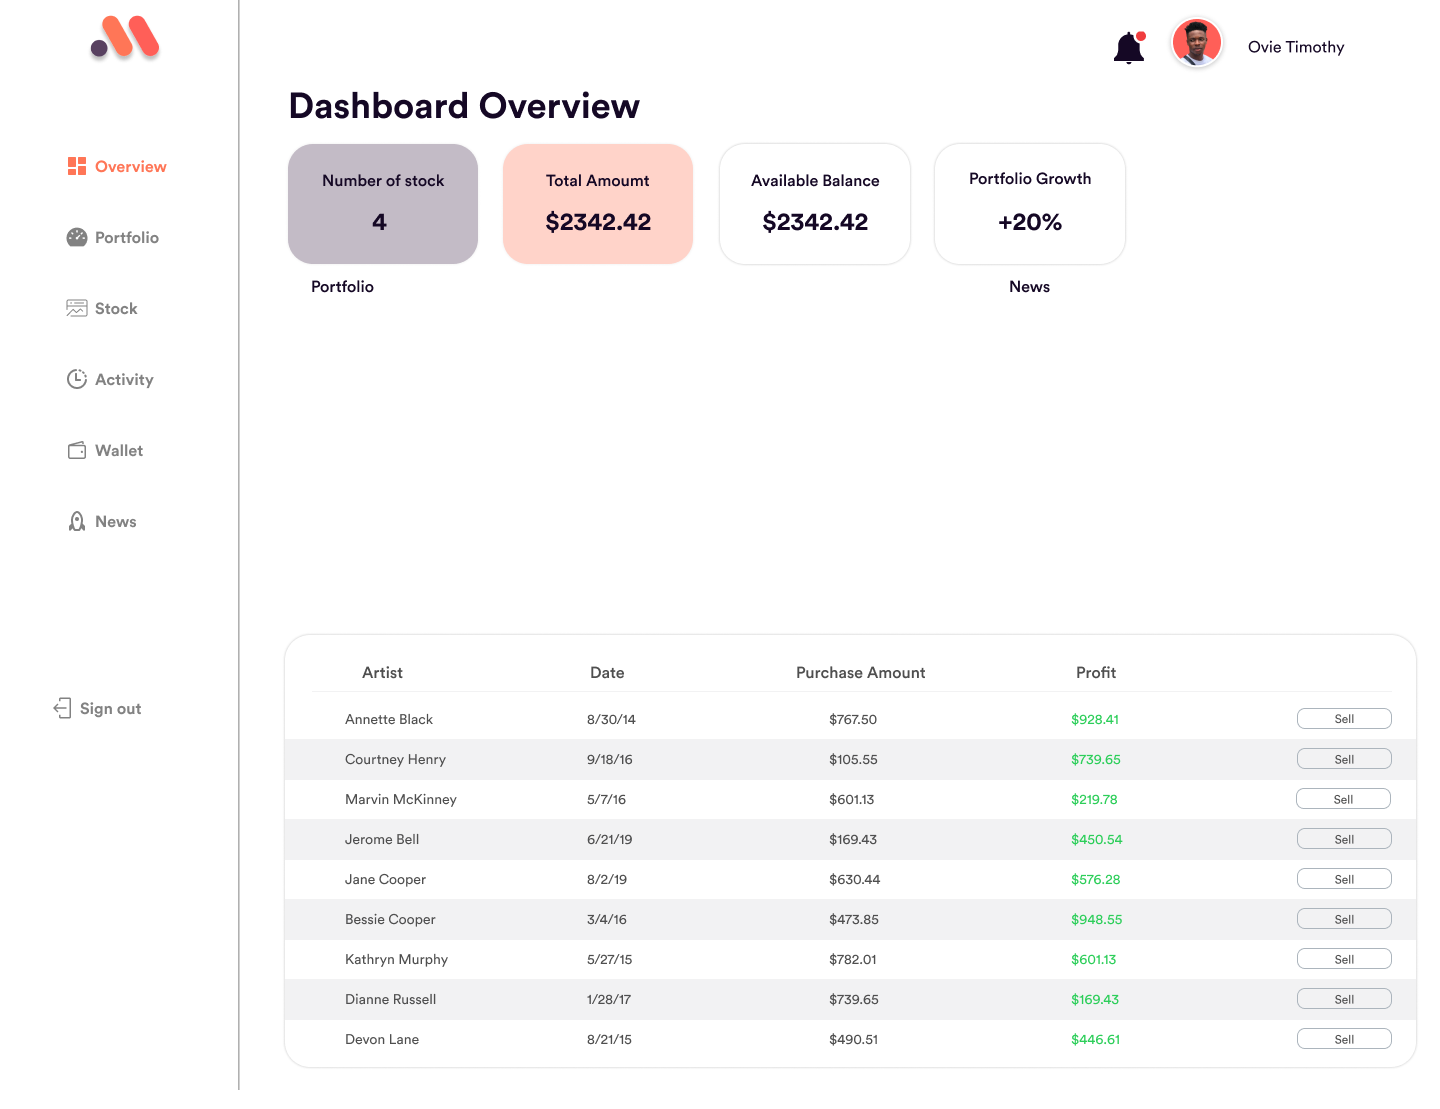 Ovie Timothy
Dashboard Overview
Overview
Portfolio
Stock
Activity
Wallet
News
Sign out
Number of stock
4
Total Amoumt
$2342.42
Available Balance
$2342.42
Portfolio Growth
+20%
Portfolio
News
Artist Date Purchase Amount Profit
Annette Black 8/30/14 $767.50 $928.41 Sell
Courtney Henry 9/18/16 $105.55 $739.65 Sell
Marvin McKinney 5/7/16 $601.13 $219.78 Sell
Jerome Bell 6/21/19 $169.43 $450.54 Sell
Jane Cooper 8/2/19 $630.44 $576.28 Sell
Bessie Cooper 3/4/16 $473.85 $948.55 Sell
Kathryn Murphy 5/27/15 $782.01 $601.13 Sell
Dianne Russell 1/28/17 $739.65 $169.43 Sell
Devon Lane 8/21/15 $490.51 $446.61 Sell